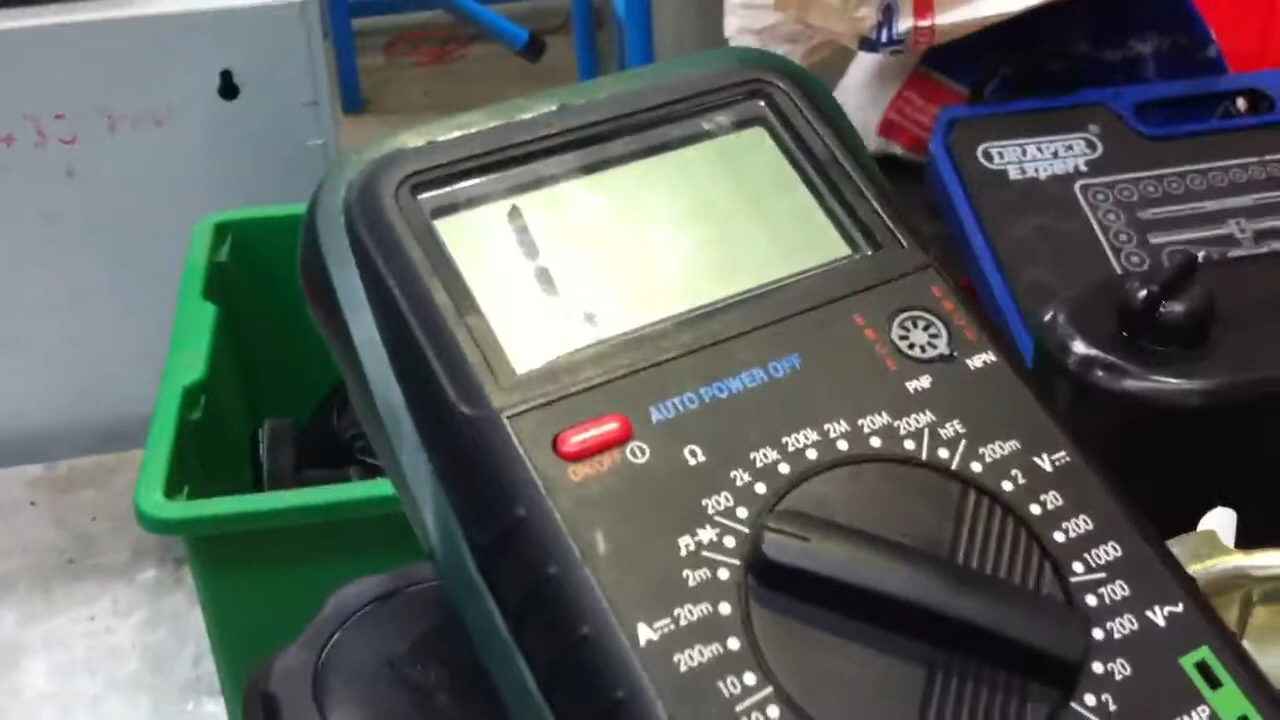 DRAPER
Expert
AUTO POWER OFF
ON/OFF
PNP
NPN
Ω
200
2k
20k
200k
2M
20M
200M
hFE
200m
2
20
200
1000
V⎓
700
200
20
2
V~
2m
20m
200m
10
A⎓